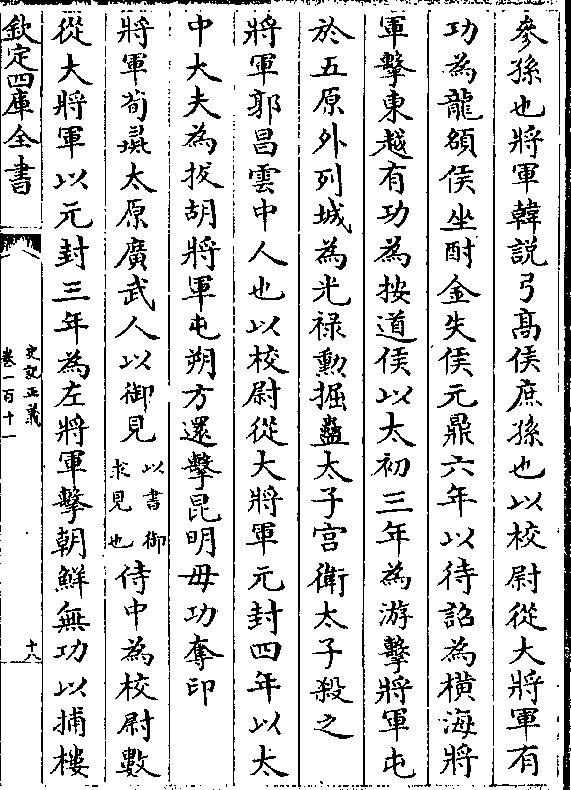 參孫也將軍韓說弓髙侯庶孫也以校尉從大將軍有
功為龍頟侯坐酎金失侯元鼎六年以待詔為橫海將
軍擊東越有功為按道侯以太初三年為游擊將軍屯
於五原外列城為光禄勲掘蠱太子宫衛太子殺之
將軍郭昌雲中人也以校尉從大將軍元封四年以太
中大夫為拔胡將軍屯朔方還擊昆明毋功奪印
將軍荀彘太原廣武人以御見以書御求見也侍中為校尉數
從大將軍以元封三年為左將軍擊朝鮮無功以捕樓
欽定四庫全書
史記正義
卷一百十一
十八